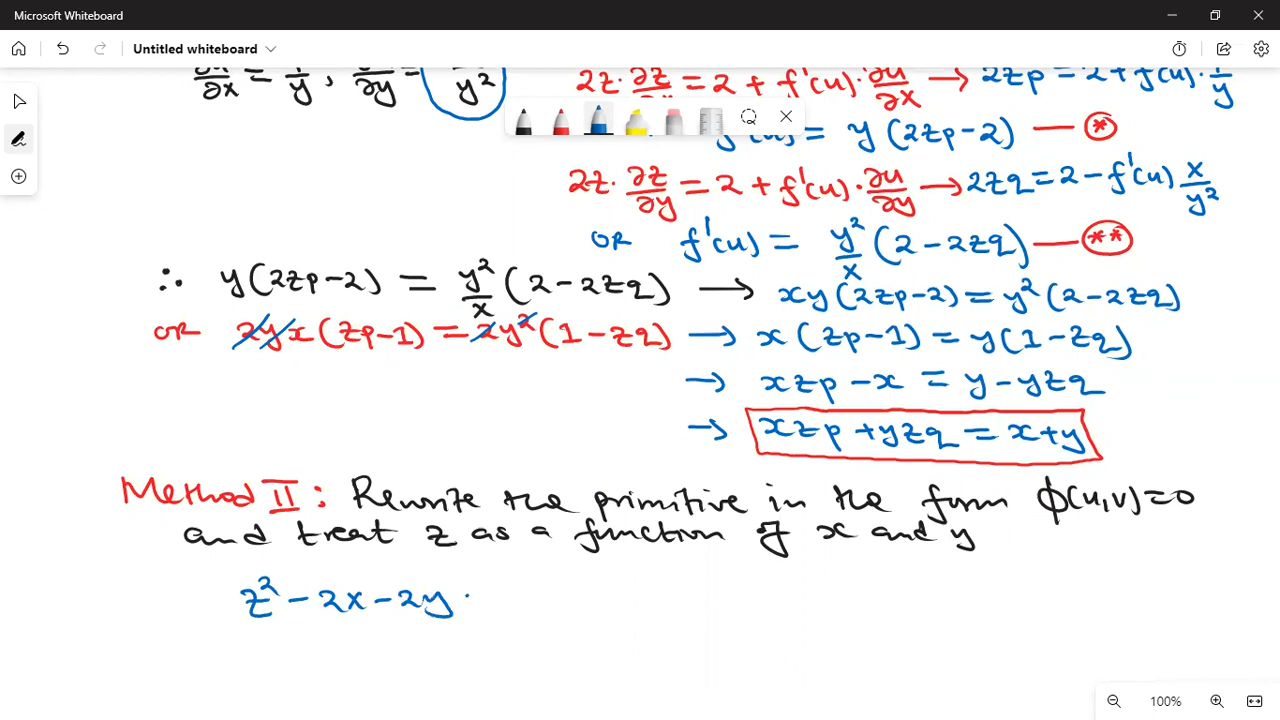 Microsoft Whiteboard
Untitled whiteboard
∂u/∂x = 1/y, ∂u/∂y = y²
2z · ∂z/∂x = 2 + f'(u) · ∂u/∂x → 2zp = 2 + f'(u) · 1/y
= y(2zp-2) — *
2z · ∂z/∂y = 2 + f'(u) · ∂u/∂y → 2zq = 2 - f'(u) x/y²
OR f'(u) = y²/x (2-2zq) — **
∴ y(2zp-2) = y²/x (2-2zq) → xy(2zp-2) = y²(2-2zq)
OR 2yx(zp-1) = 2y²(1-zq) → x(zp-1) = y(1-zq)
→ xzp - x = y - yzq
→ xzp + yzq = x+y
Method II: Rewrite the primitive in the form ϕ(u,v)=0
and treat z as a function of x and y
z² - 2x - 2y
100%